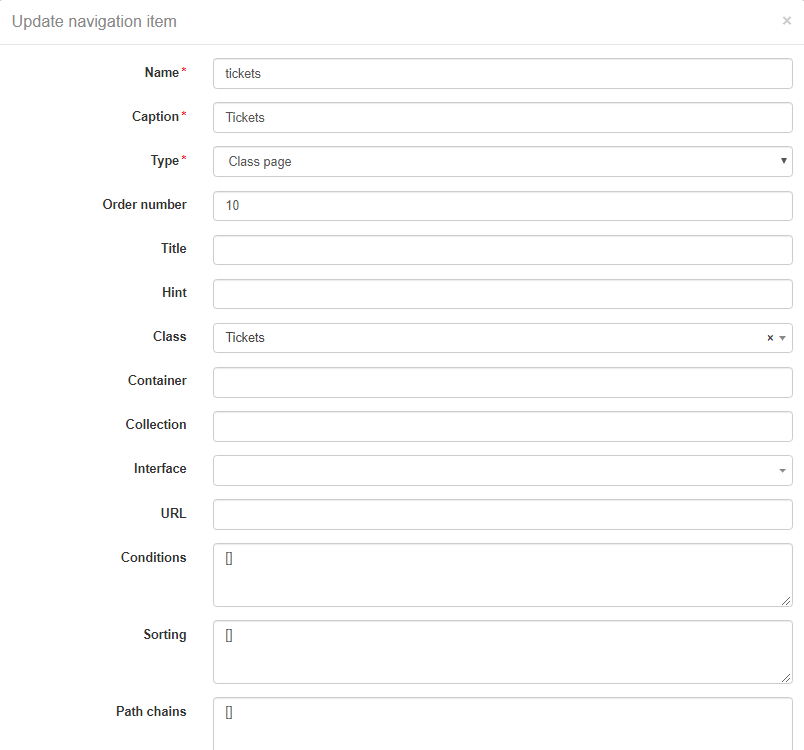 Update navigation item ×
Name* tickets
Caption* Tickets
Type* Class page
Order number 10
Title
Hint
Class Tickets ×
Container
Collection
Interface
URL
Conditions []
Sorting []
Path chains []